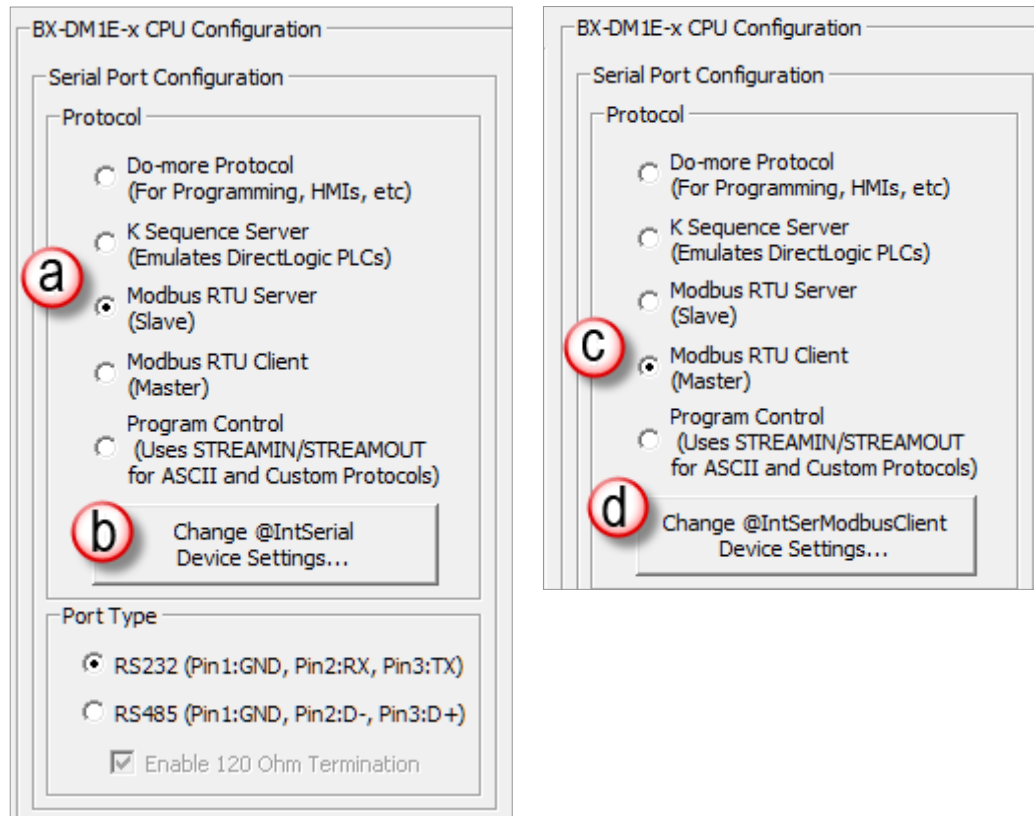 BX-DM1E-x CPU Configuration
Serial Port Configuration
Protocol
Do-more Protocol
(For Programming, HMIs, etc)
K Sequence Server
(Emulates DirectLogic PLCs)
a
Modbus RTU Server
(Slave)
Modbus RTU Client
(Master)
Program Control
(Uses STREAMIN/STREAMOUT
for ASCII and Custom Protocols)
b
Change @IntSerial
Device Settings...
Port Type
RS232 (Pin1:GND, Pin2:RX, Pin3:TX)
RS485 (Pin1:GND, Pin2:D-, Pin3:D+)
Enable 120 Ohm Termination
BX-DM1E-x CPU Configuration
Serial Port Configuration
Protocol
Do-more Protocol
(For Programming, HMIs, etc)
K Sequence Server
(Emulates DirectLogic PLCs)
Modbus RTU Server
(Slave)
c
Modbus RTU Client
(Master)
Program Control
(Uses STREAMIN/STREAMOUT
for ASCII and Custom Protocols)
d
Change @IntSerModbusClient
Device Settings...